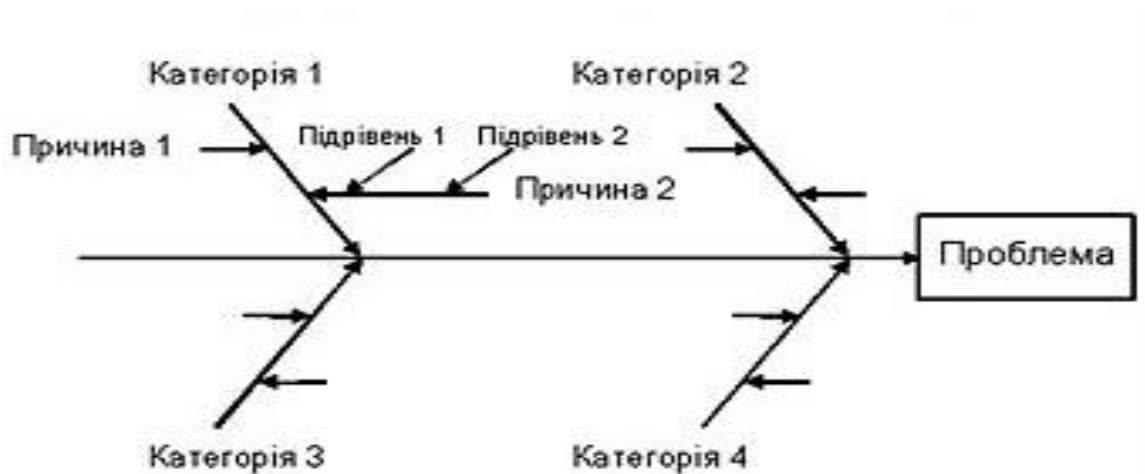 Категорія 1
Категорія 2
Причина 1
Підрівень 1
Підрівень 2
Причина 2
Проблема
Категорія 3
Категорія 4